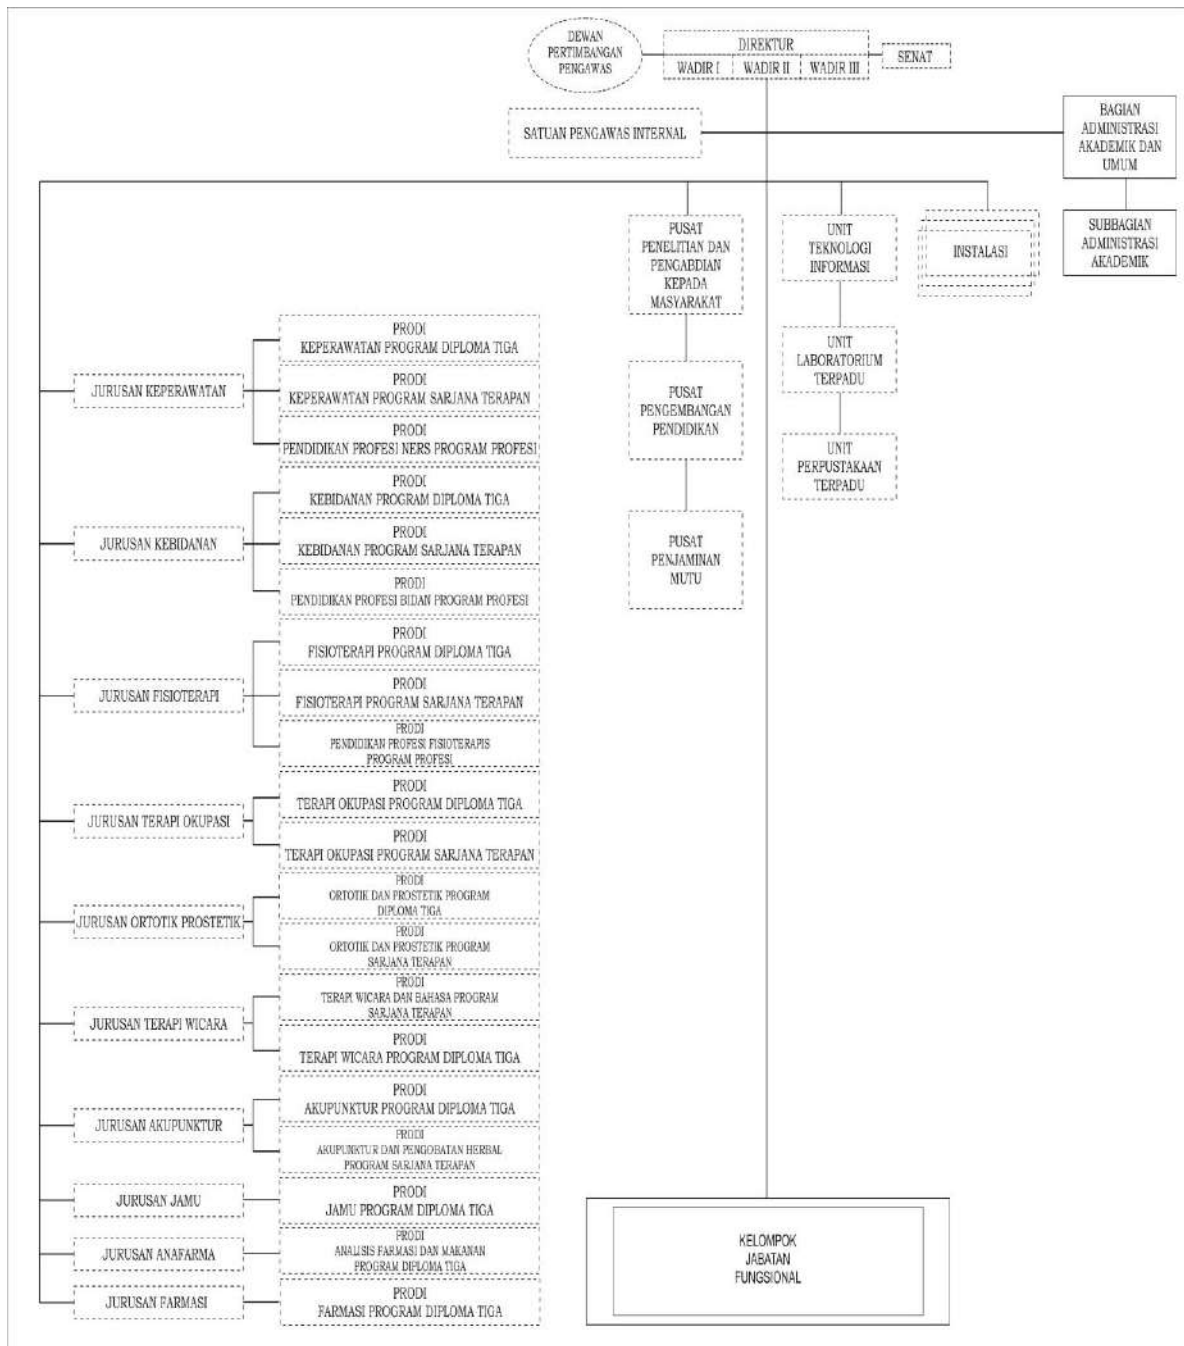 DEWAN
PERTIMBANGAN
PENGAWAS
DIREKTUR
WADIR I
WADIR II
WADIR III
SENAT
SATUAN PENGAWAS INTERNAL
BAGIAN
ADMINISTRASI
AKADEMIK DAN
UMUM
SUBBAGIAN
ADMINISTRASI
AKADEMIK
PUSAT
PENELITIAN DAN
PENGABDIAN
KEPADA
MASYARAKAT
UNIT
TEKNOLOGI
INFORMASI
INSTALASI
PUSAT
PENGEMBANGAN
PENDIDIKAN
UNIT
LABORATORIUM
TERPADU
PUSAT
PENJAMINAN
MUTU
UNIT
PERPUSTAKAAN
TERPADU
JURUSAN KEPERAWATAN
PRODI
KEPERAWATAN PROGRAM DIPLOMA TIGA
PRODI
KEPERAWATAN PROGRAM SARJANA TERAPAN
PRODI
PENDIDIKAN PROFESI NERS PROGRAM PROFESI
JURUSAN KEBIDANAN
PRODI
KEBIDANAN PROGRAM DIPLOMA TIGA
PRODI
KEBIDANAN PROGRAM SARJANA TERAPAN
PRODI
PENDIDIKAN PROFESI BIDAN PROGRAM PROFESI
JURUSAN FISIOTERAPI
PRODI
FISIOTERAPI PROGRAM DIPLOMA TIGA
PRODI
FISIOTERAPI PROGRAM SARJANA TERAPAN
PRODI
PENDIDIKAN PROFESI FISIOTERAPIS
PROGRAM PROFESI
JURUSAN TERAPI OKUPASI
PRODI
TERAPI OKUPASI PROGRAM DIPLOMA TIGA
PRODI
TERAPI OKUPASI PROGRAM SARJANA TERAPAN
JURUSAN ORTOTIK PROSTETIK
PRODI
ORTOTIK DAN PROSTETIK PROGRAM
DIPLOMA TIGA
PRODI
ORTOTIK DAN PROSTETIK PROGRAM
SARJANA TERAPAN
JURUSAN TERAPI WICARA
PRODI
TERAPI WICARA DAN BAHASA PROGRAM
SARJANA TERAPAN
PRODI
TERAPI WICARA PROGRAM DIPLOMA TIGA
JURUSAN AKUPUNKTUR
PRODI
AKUPUNKTUR PROGRAM DIPLOMA TIGA
PRODI
AKUPUNKTUR DAN PENGOBATAN HERBAL
PROGRAM SARJANA TERAPAN
JURUSAN JAMU
PRODI
JAMU PROGRAM DIPLOMA TIGA
JURUSAN ANAFARMA
PRODI
ANALISIS FARMASI DAN MAKANAN
PROGRAM DIPLOMA TIGA
JURUSAN FARMASI
PRODI
FARMASI PROGRAM DIPLOMA TIGA
KELOMPOK
JABATAN
FUNGSIONAL